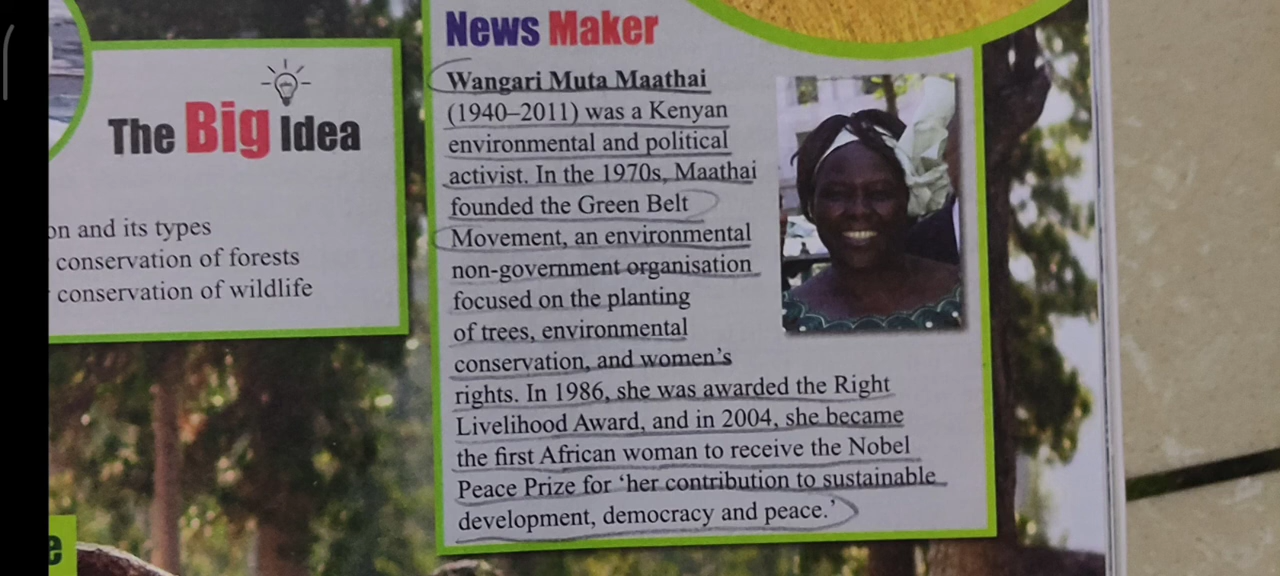 The Big Idea
on and its types
conservation of forests
conservation of wildlife
News Maker
Wangari Muta Maathai
(1940–2011) was a Kenyan
environmental and political
activist. In the 1970s, Maathai
founded the Green Belt
Movement, an environmental
non-government organisation
focused on the planting
of trees, environmental
conservation, and women’s
rights. In 1986, she was awarded the Right
Livelihood Award, and in 2004, she became
the first African woman to receive the Nobel
Peace Prize for ‘her contribution to sustainable
development, democracy and peace.’
e